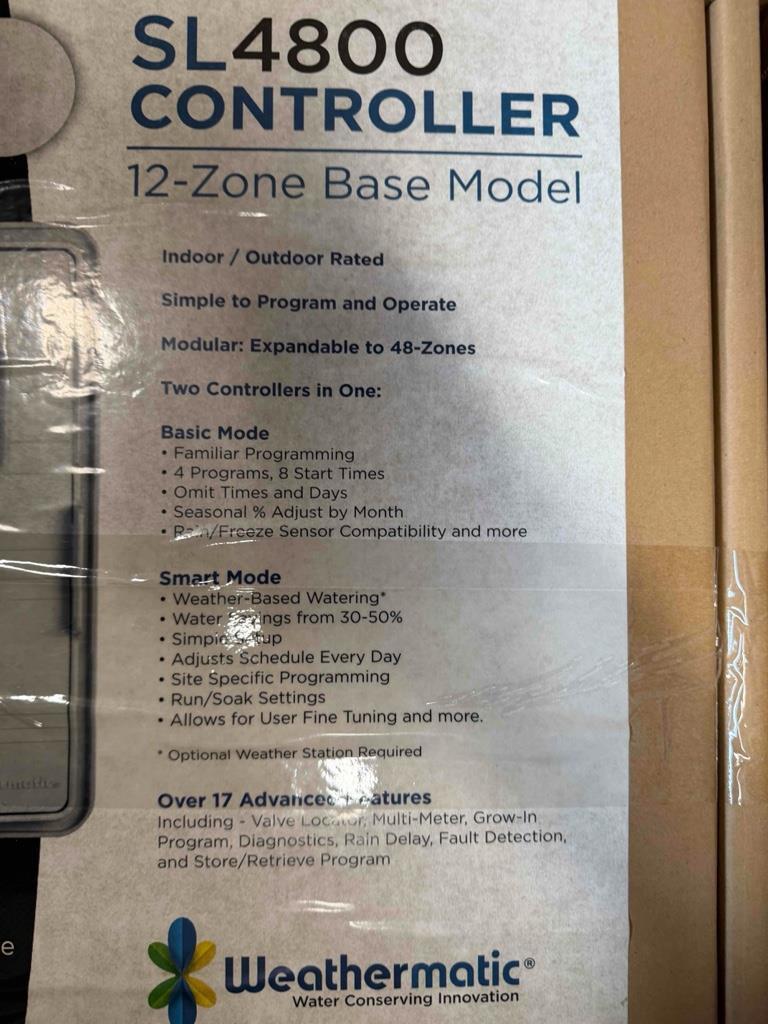 SL4800
CONTROLLER
12-Zone Base Model
Indoor / Outdoor Rated
Simple to Program and Operate
Modular: Expandable to 48-Zones
Two Controllers in One:
Basic Mode
• Familiar Programming
• 4 Programs, 8 Start Times
• Omit Times and Days
• Seasonal % Adjust by Month
• Rain/Freeze Sensor Compatibility and more
Smart Mode
• Weather-Based Watering*
• Water Savings from 30-50%
• Simple Setup
• Adjusts Schedule Every Day
• Site Specific Programming
• Run/Soak Settings
• Allows for User Fine Tuning and more.
* Optional Weather Station Required
Over 17 Advanced Features
Including - Valve Locator, Multi-Meter, Grow-In
Program, Diagnostics, Rain Delay, Fault Detection,
and Store/Retrieve Program
e
Weathermatic®
Water Conserving Innovation